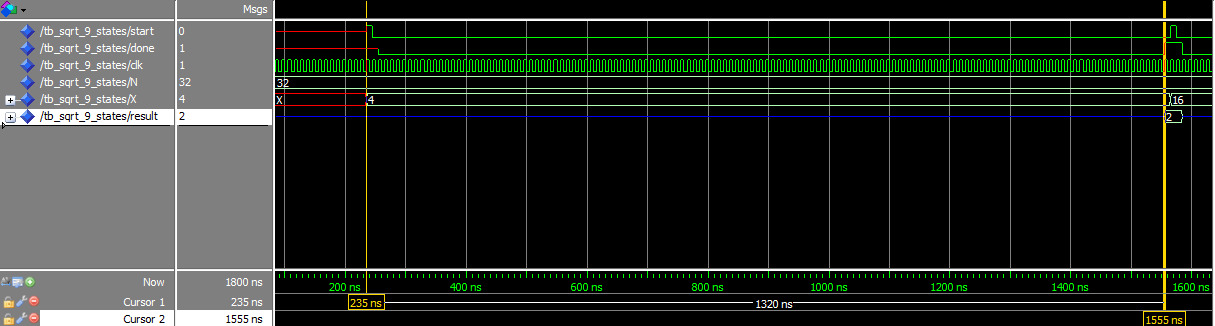 Msgs
/tb_sqrt_9_states/start 0
/tb_sqrt_9_states/done 1
/tb_sqrt_9_states/clk 1
/tb_sqrt_9_states/N 32 32
/tb_sqrt_9_states/X 4 X 4 16
/tb_sqrt_9_states/result 2 2
Now 1800 ns 200 ns 400 ns 600 ns 800 ns 1000 ns 1200 ns 1400 ns 1600 ns
Cursor 1 235 ns 235 ns 1320 ns
Cursor 2 1555 ns 1555 ns